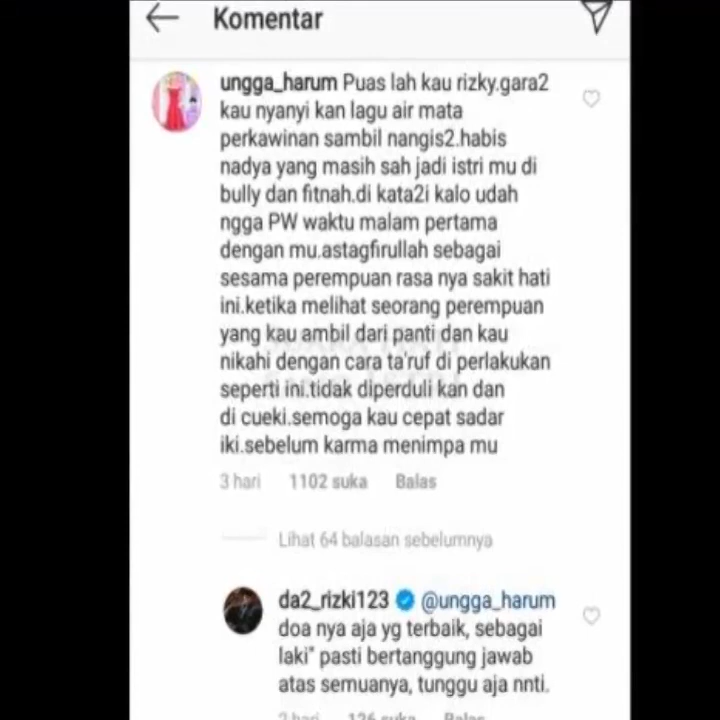 Komentar
ungga_harum Puas lah kau rizky.gara2
kau nyanyi kan lagu air mata
perkawinan sambil nangis2.habis
nadya yang masih sah jadi istri mu di
bully dan fitnah.di kata2i kalo udah
ngga PW waktu malam pertama
dengan mu.astagfirullah sebagai
sesama perempuan rasa nya sakit hati
ini.ketika melihat seorang perempuan
yang kau ambil dari panti dan kau
nikahi dengan cara ta'ruf di perlakukan
seperti ini.tidak diperduli kan dan
di cueki.semoga kau cepat sadar
iki.sebelum karma menimpa mu
3 hari 1102 suka Balas
Lihat 64 balasan sebelumnya
da2_rizki123 @ungga_harum
doa nya aja yg terbaik, sebagai
laki" pasti bertanggung jawab
atas semuanya, tunggu aja nnti.
2 hari 126 suka Balas